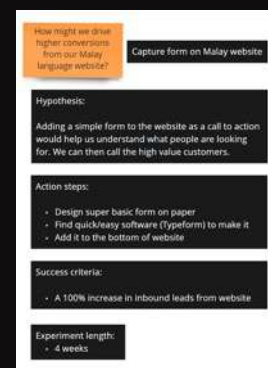 How might we drive
higher conversions
from our Malay
language website?
Capture form on Malay website
Hypothesis:
Adding a simple form to the website as a call to action
would help us understand what people are looking
for. We can then call the high value customers.
Action steps:
• Design super basic form on paper
• Find quick/easy software (Typeform) to make it
• Add it to the bottom of website
Success criteria:
• A 100% increase in inbound leads from website
Experiment length:
• 4 weeks